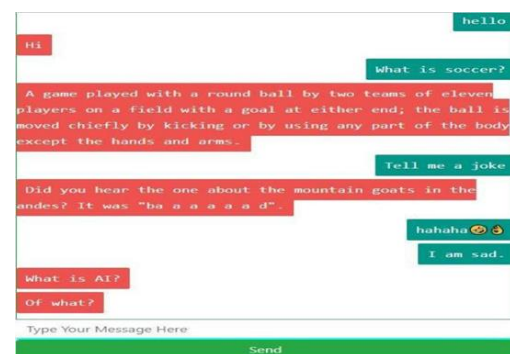 hello
Hi
What is soccer?
A game played with a round ball by two teams of eleven
players on a field with a goal at either end; the ball is
moved chiefly by kicking or by using any part of the body
except the hands and arms.
Tell me a joke
Did you hear the one about the mountain goats in the
andes? It was "ba a a a a d".
hahaha🤣👌
I am sad.
What is AI?
Of what?
Type Your Message Here
Send